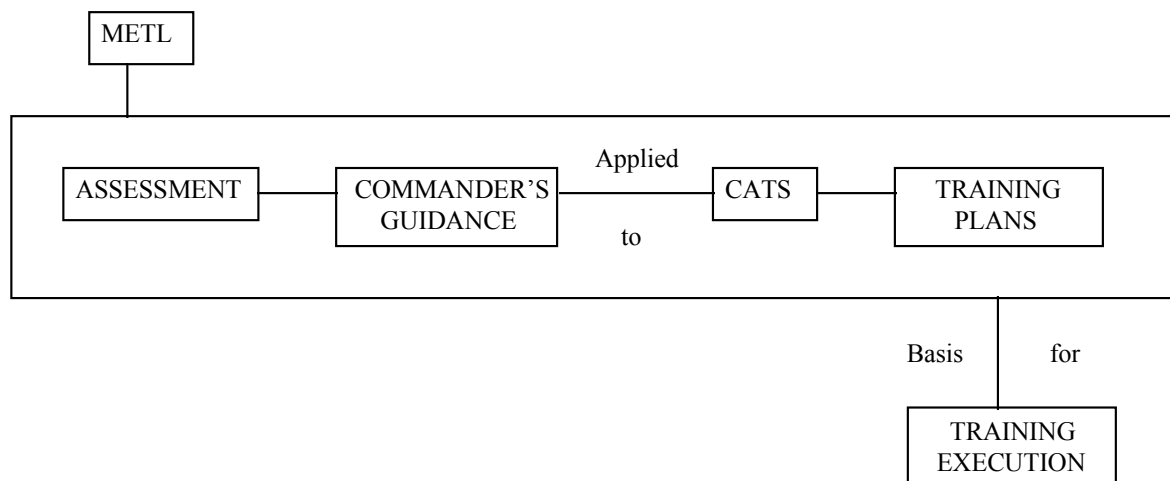 METL
ASSESSMENT
COMMANDER’S
GUIDANCE
Applied
to
CATS
TRAINING
PLANS
Basis for
TRAINING
EXECUTION